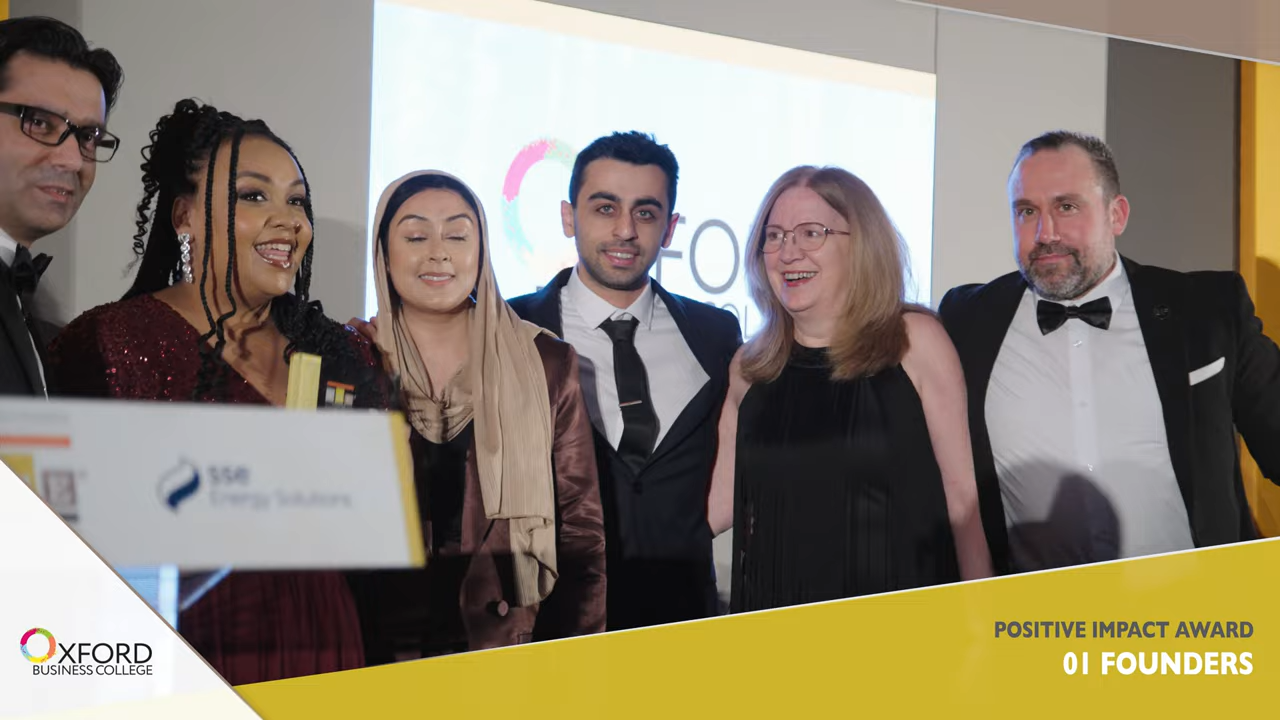 sse
Energy Solutions
E
POSITIVE IMPACT AWARD
01 FOUNDERS
OXFORD
BUSINESS COLLEGE